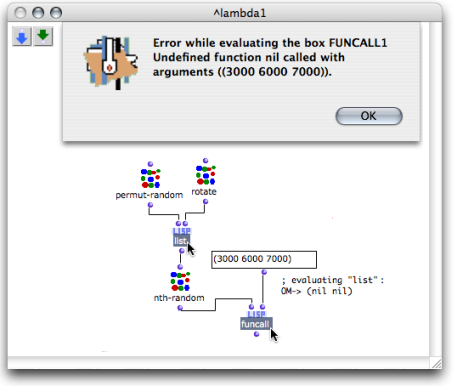 ^lambda1
Error while evaluating the box FUNCALL1
Undefined function nil called with
arguments ((3000 6000 7000)).
OK
permut-random
rotate
LISP
list
(3000 6000 7000)
; evaluating "list":
OM-> (nil nil)
nth-random
LISP
funcall